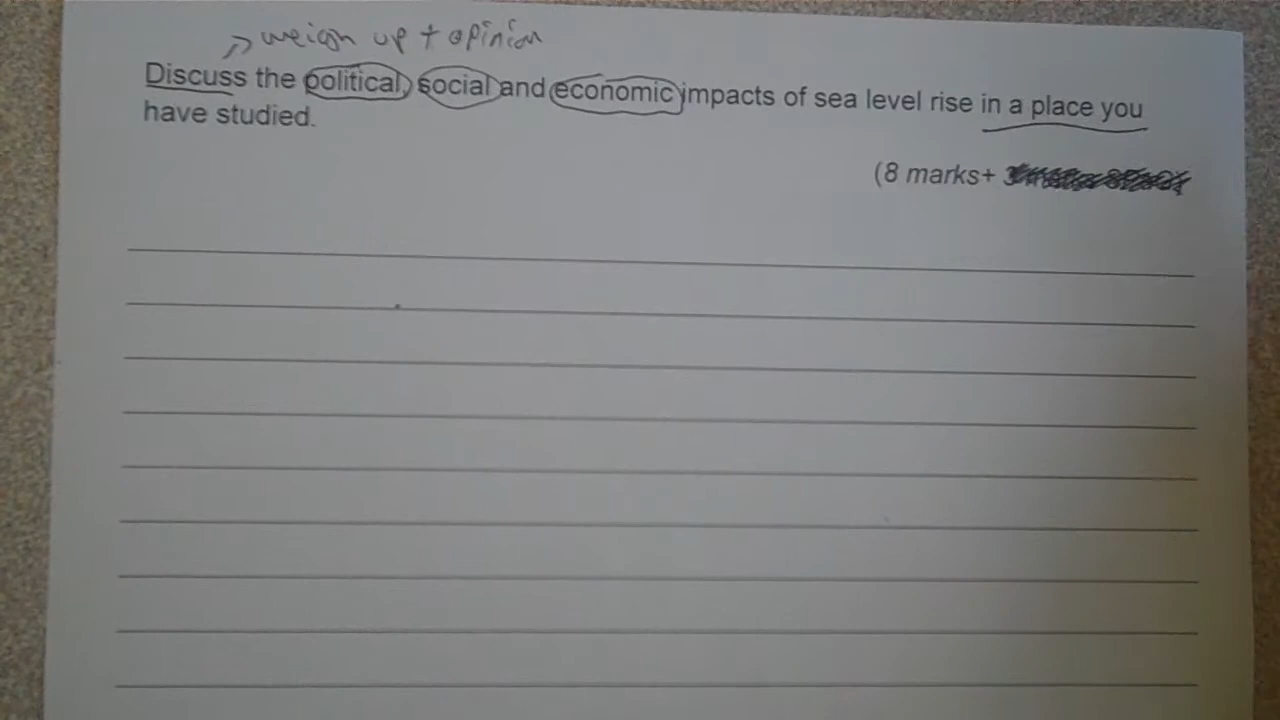 → weigh up + opinion
Discuss the political, social and economic impacts of sea level rise in a place you
have studied.
(8 marks+